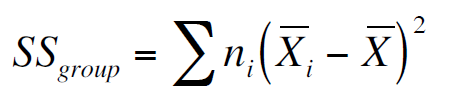 SS_group = ∑ n_i(X̅_i − X̅)²